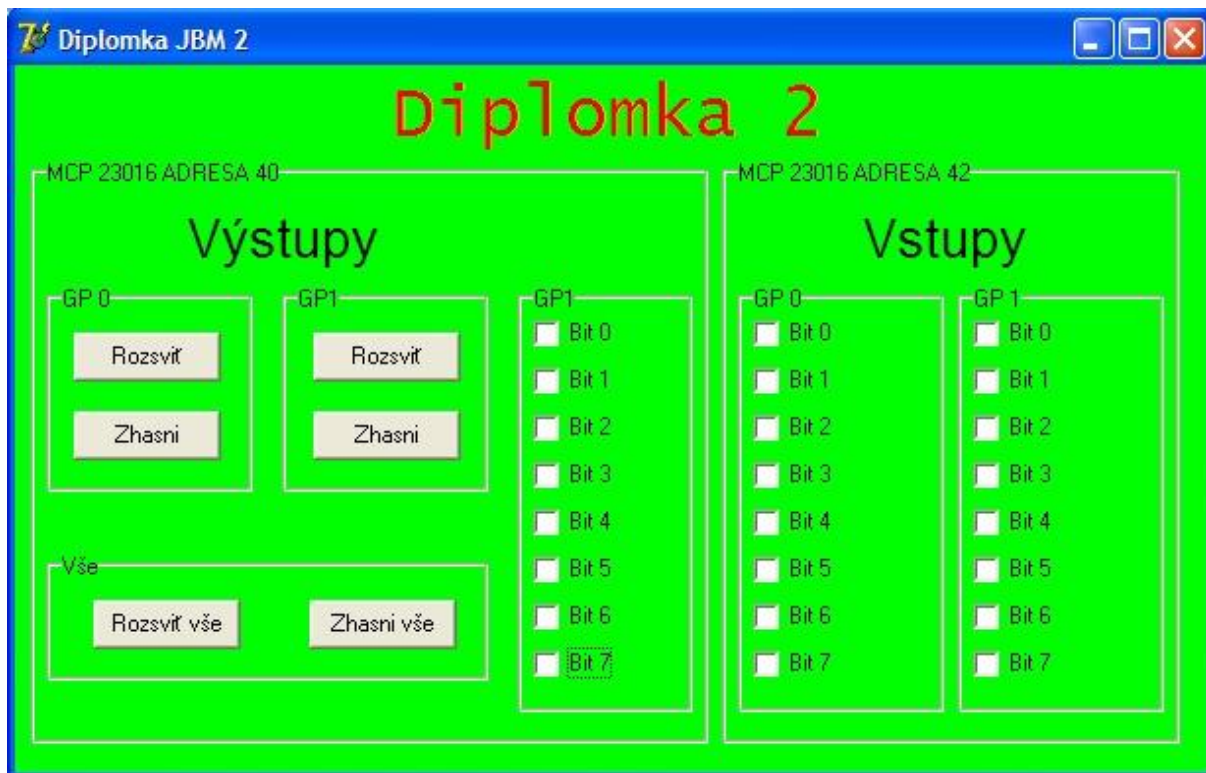 Diplomka JBM 2
Diplomka 2
MCP 23016 ADRESA 40
Výstupy
GP 0
Rozsviť
Zhasni
GP1
Rozsviť
Zhasni
Vše
Rozsviť vše
Zhasni vše
GP1
Bit 0
Bit 1
Bit 2
Bit 3
Bit 4
Bit 5
Bit 6
Bit 7
MCP 23016 ADRESA 42
Vstupy
GP 0
Bit 0
Bit 1
Bit 2
Bit 3
Bit 4
Bit 5
Bit 6
Bit 7
GP 1
Bit 0
Bit 1
Bit 2
Bit 3
Bit 4
Bit 5
Bit 6
Bit 7